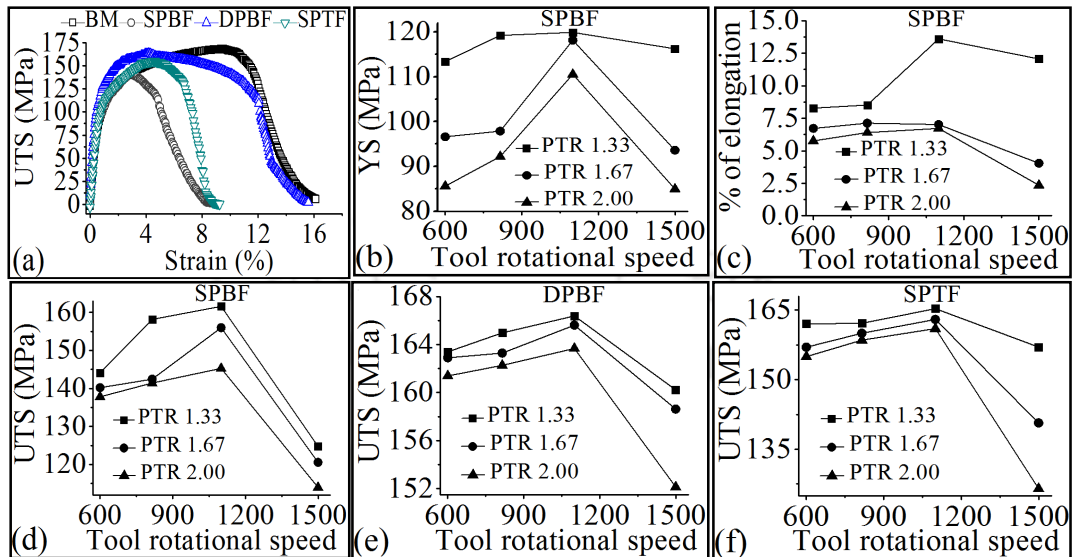 BM SPBF DPBF SPTF
175
150
125
100
75
50
25
0
UTS (MPa)
0 4 8 12 16
(a) Strain (%)
SPBF
120
110
100
90
80
YS (MPa)
PTR 1.33
PTR 1.67
PTR 2.00
600 900 1200 1500
(b) Tool rotational speed
SPBF
15.0
12.5
10.0
7.5
5.0
2.5
0.0
% of elongation
PTR 1.33
PTR 1.67
PTR 2.00
600 900 1200 1500
(c) Tool rotational speed
SPBF
160
150
140
130
120
UTS (MPa)
PTR 1.33
PTR 1.67
PTR 2.00
600 900 1200 1500
(d) Tool rotational speed
DPBF
168
164
160
156
152
UTS (MPa)
PTR 1.33
PTR 1.67
PTR 2.00
600 900 1200 1500
(e) Tool rotational speed
SPTF
165
150
135
UTS (MPa)
PTR 1.33
PTR 1.67
PTR 2.00
600 900 1200 1500
(f) Tool rotational speed